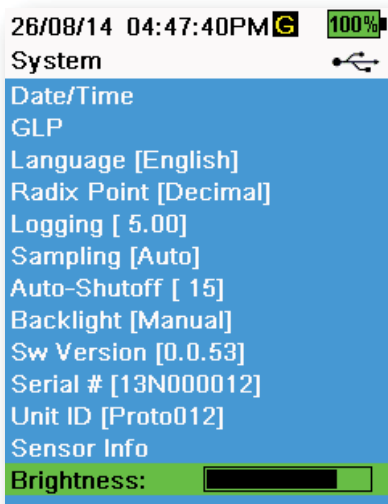 26/08/14 04:47:40PM G 100%
System
Date/Time
GLP
Language [English]
Radix Point [Decimal]
Logging [ 5.00]
Sampling [Auto]
Auto-Shutoff [ 15]
Backlight [Manual]
Sw Version [0.0.53]
Serial # [13N000012]
Unit ID [Proto012]
Sensor Info
Brightness: